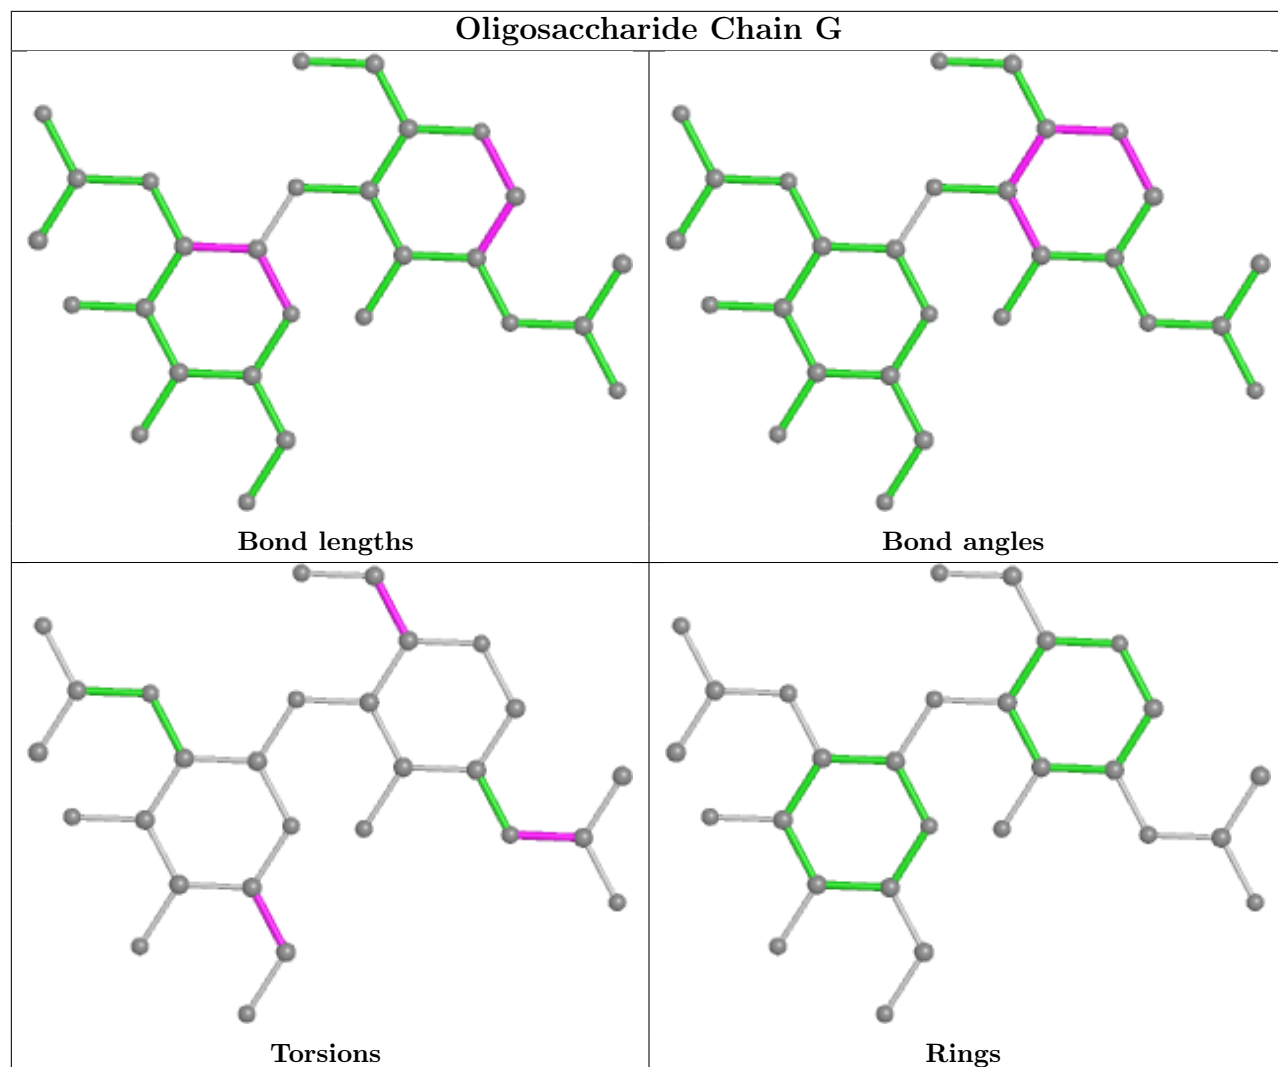 Oligosaccharide Chain G
Bond lengths
Bond angles
Torsions
Rings